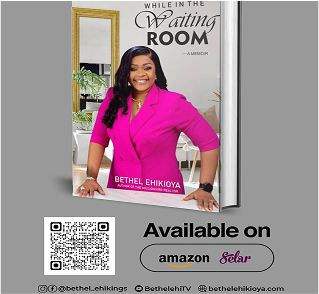 WHILE IN THE
Waiting
ROOM
—A MEMOIR
BETHEL EHIKIOYA
AUTHOR OF THE MILLIONAIRE REALTOR
Available on
amazon Selar
@bethel_ehikings BethelehiTV bethelehikioya.com